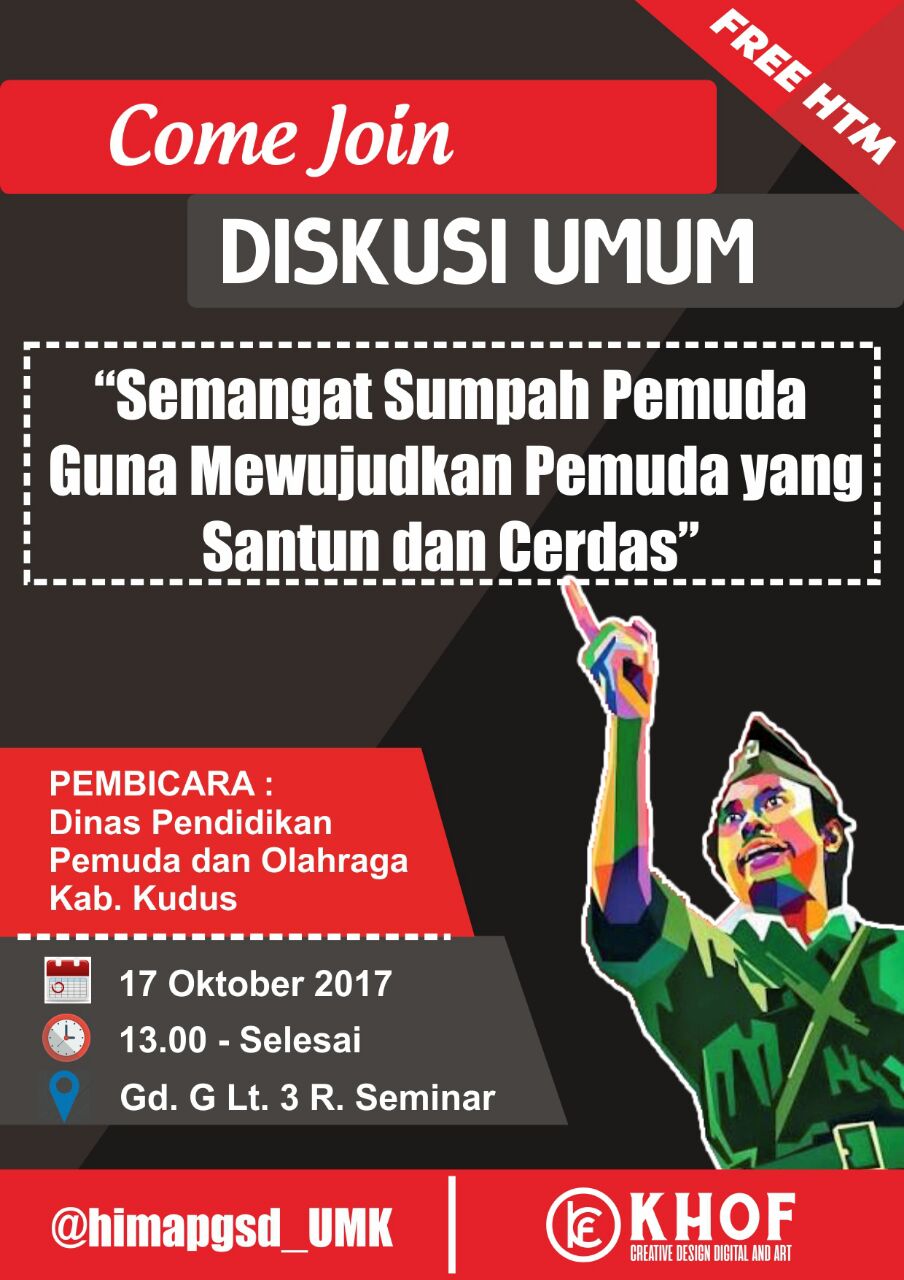 FREE HTM
Come Join
DISKUSI UMUM
“Semangat Sumpah Pemuda
Guna Mewujudkan Pemuda yang
Santun dan Cerdas”
PEMBICARA :
Dinas Pendidikan
Pemuda dan Olahraga
Kab. Kudus
17 Oktober 2017
13.00 - Selesai
Gd. G Lt. 3 R. Seminar
@himapgsd_UMK
KHOF
CREATIVE DESIGN DIGITAL AND ART